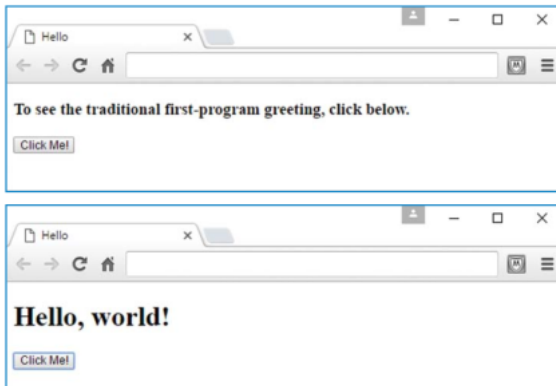 Hello
To see the traditional first-program greeting, click below.
Click Me!
Hello
Hello, world!
Click Me!